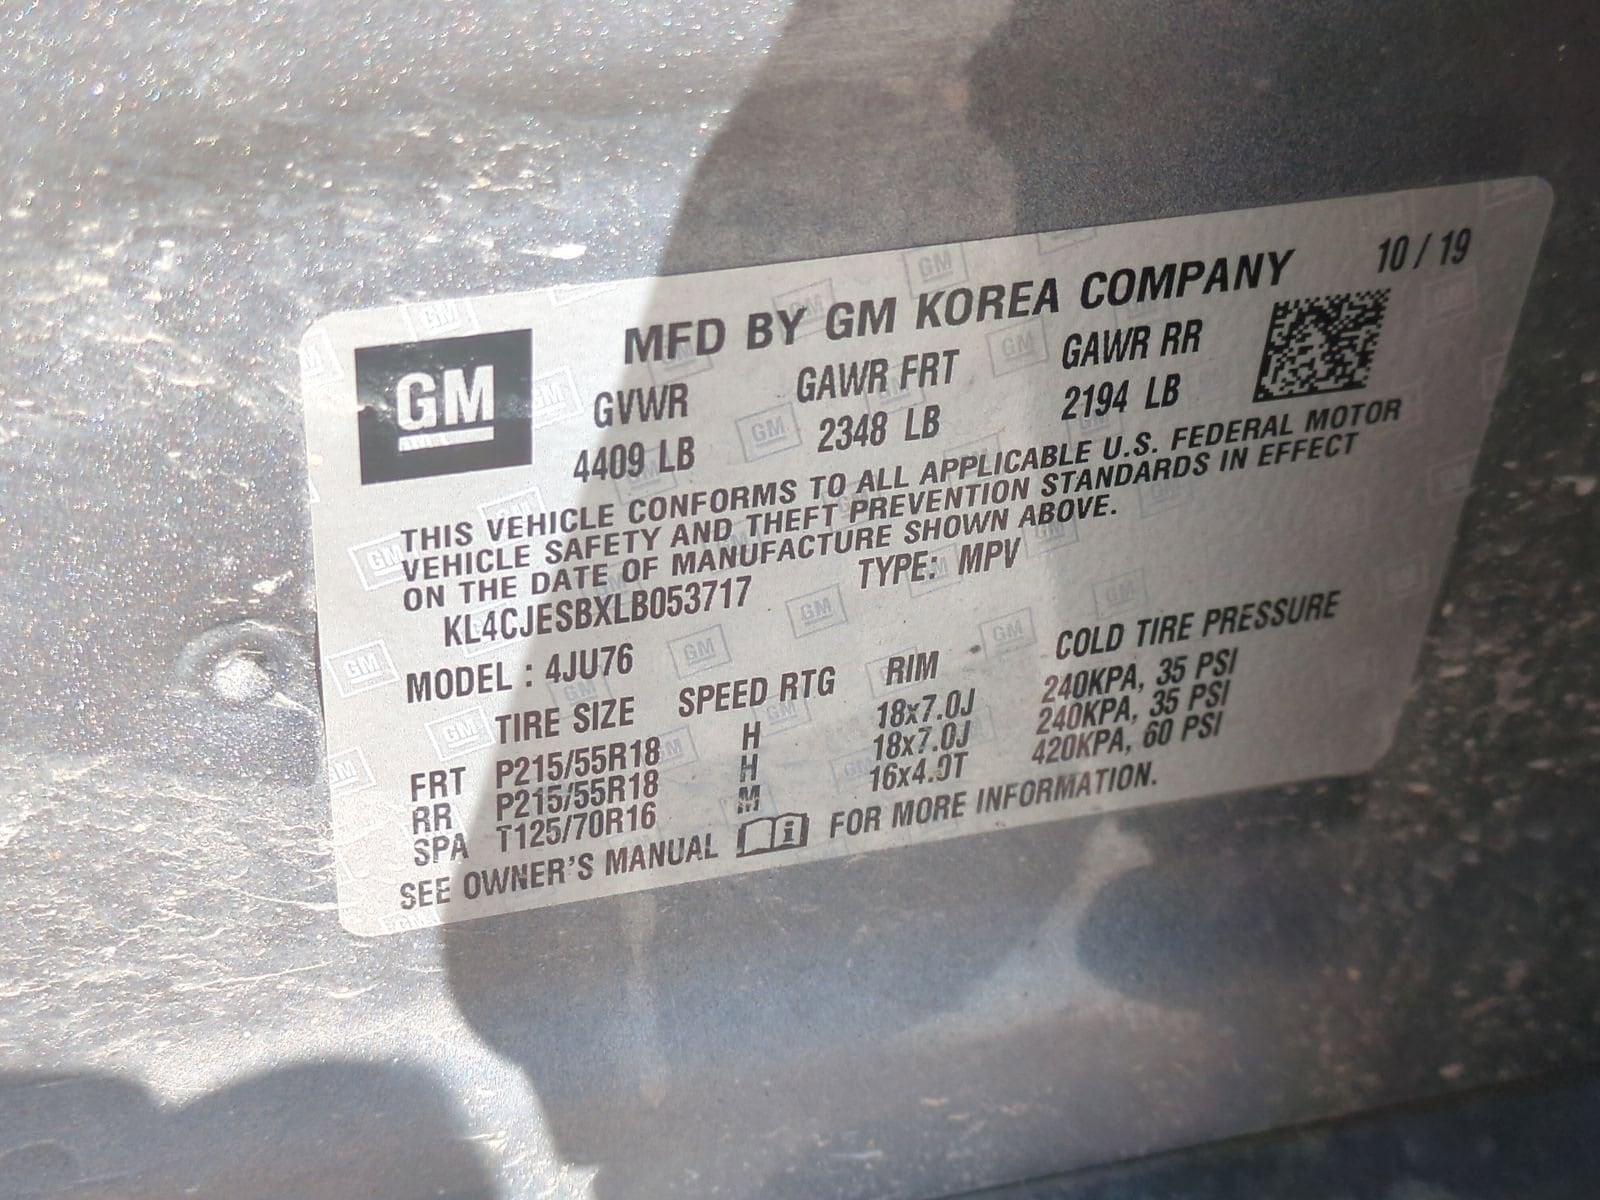 GM
MFD BY GM KOREA COMPANY 10 / 19
GVWR GAWR FRT GAWR RR
4409 LB 2348 LB 2194 LB
THIS VEHICLE CONFORMS TO ALL APPLICABLE U.S. FEDERAL MOTOR
VEHICLE SAFETY AND THEFT PREVENTION STANDARDS IN EFFECT
ON THE DATE OF MANUFACTURE SHOWN ABOVE.
KL4CJESBXLB053717 TYPE: MPV
MODEL : 4JU76
TIRE SIZE SPEED RTG RIM COLD TIRE PRESSURE
FRT P215/55R18 H 18x7.0J 240KPA, 35 PSI
RR P215/55R18 H 18x7.0J 240KPA, 35 PSI
SPA T125/70R16 M 16x4.0T 420KPA, 60 PSI
SEE OWNER'S MANUAL i FOR MORE INFORMATION.